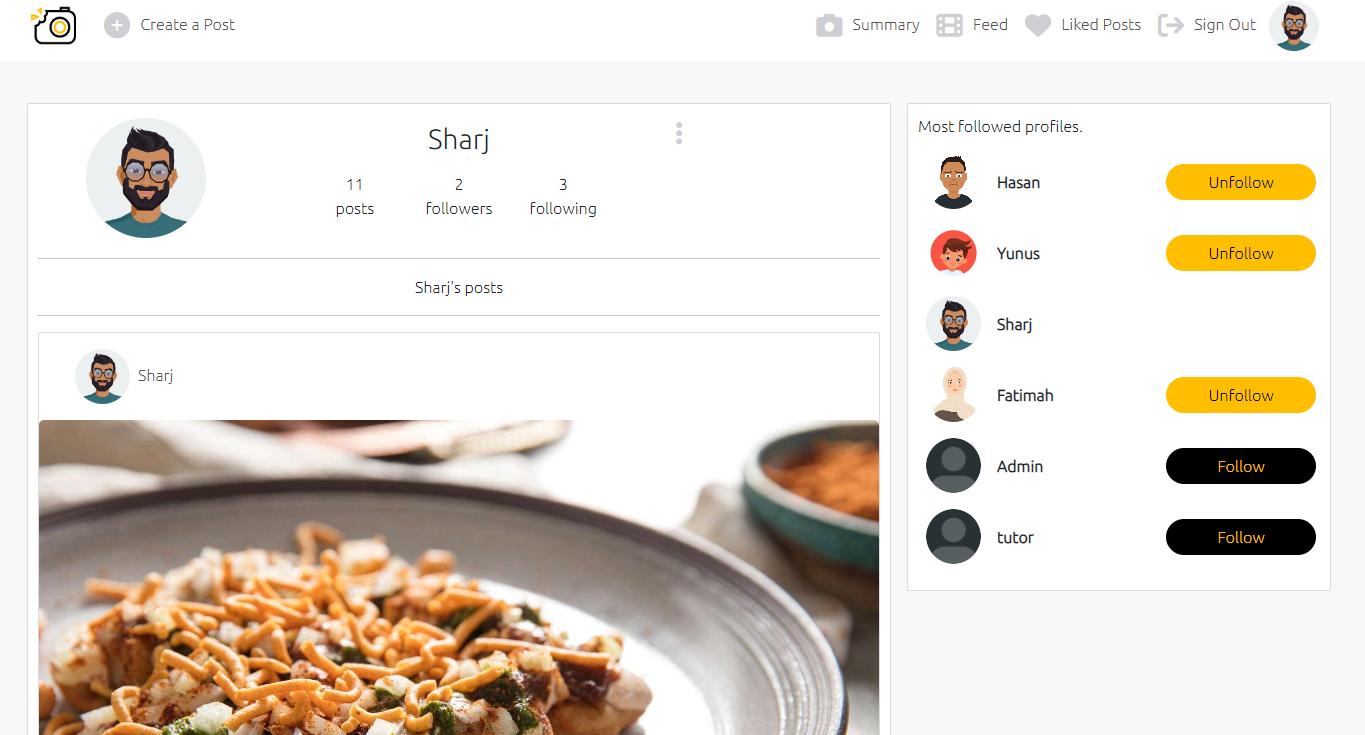 Create a Post
Summary
Feed
Liked Posts
Sign Out
Sharj
11 2 3
posts followers following
Sharj's posts
Sharj
Most followed profiles.
Hasan Unfollow
Yunus Unfollow
Sharj
Fatimah Unfollow
Admin Follow
tutor Follow